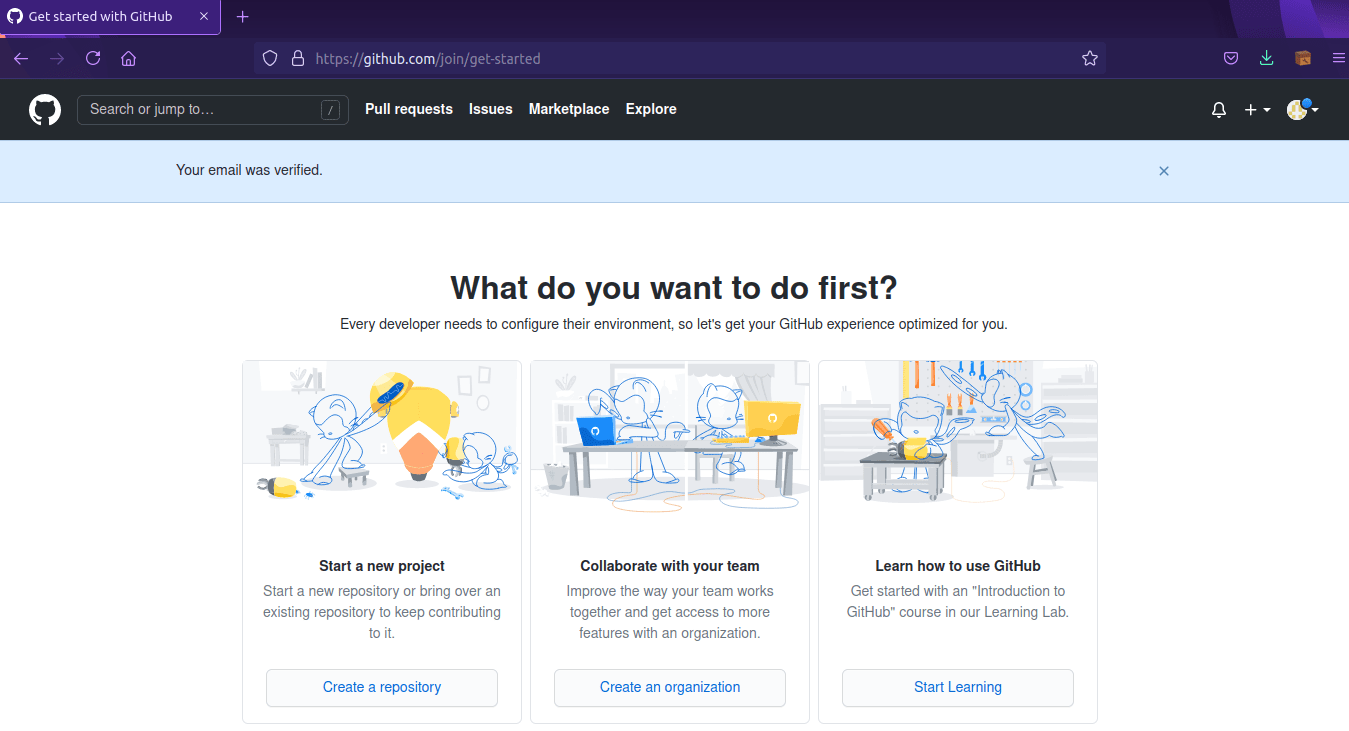 Get started with GitHub
https://github.com/join/get-started
Search or jump to… /
Pull requests Issues Marketplace Explore
Your email was verified.
What do you want to do first?
Every developer needs to configure their environment, so let's get your GitHub experience optimized for you.
Start a new project
Start a new repository or bring over an
existing repository to keep contributing
to it.
Create a repository
Collaborate with your team
Improve the way your team works
together and get access to more
features with an organization.
Create an organization
Learn how to use GitHub
Get started with an "Introduction to
GitHub" course in our Learning Lab.
Start Learning